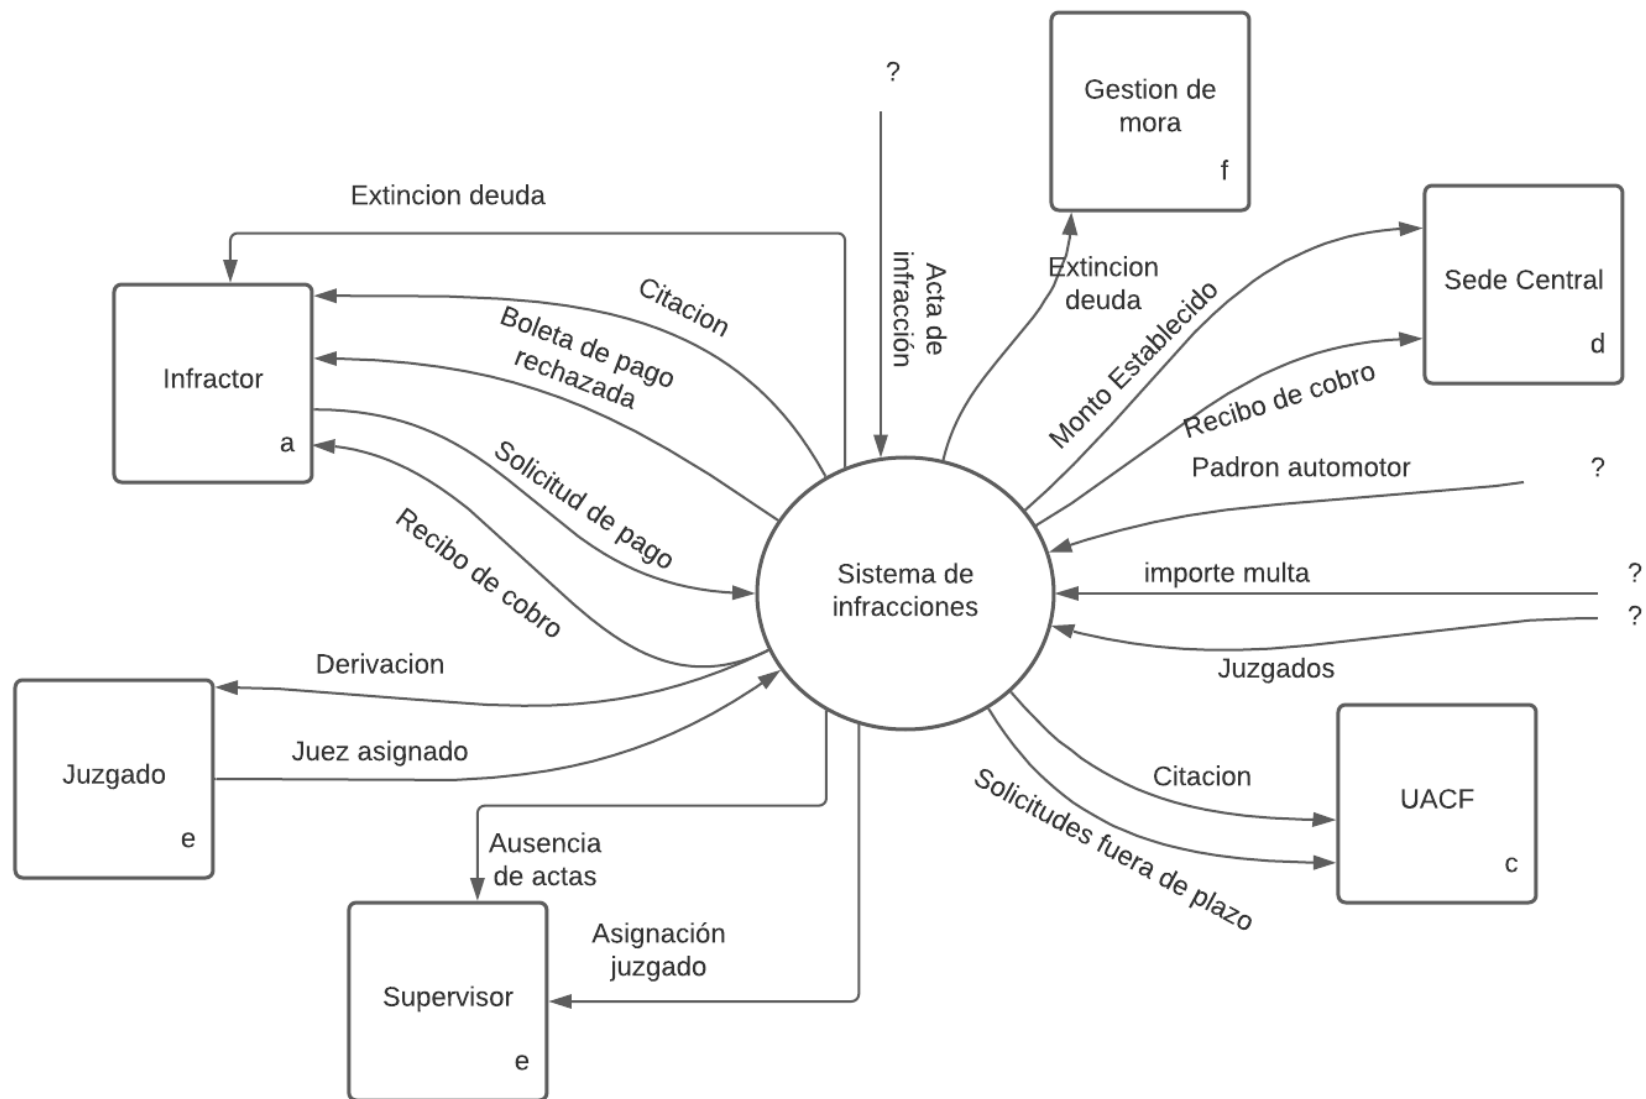 ?
Gestion de
mora
f
Extincion deuda
Acta de
infracción
Extincion
deuda
Sede Central
d
Monto Establecido
Recibo de cobro
Citacion
Boleta de pago
rechazada
Infractor
a
Solicitud de pago
Recibo de cobro
Padron automotor
?
Sistema de
infracciones
importe multa
?
?
Juzgados
Derivacion
Juez asignado
Juzgado
e
Citacion
Solicitudes fuera de plazo
UACF
c
Ausencia
de actas
Asignación
juzgado
Supervisor
e